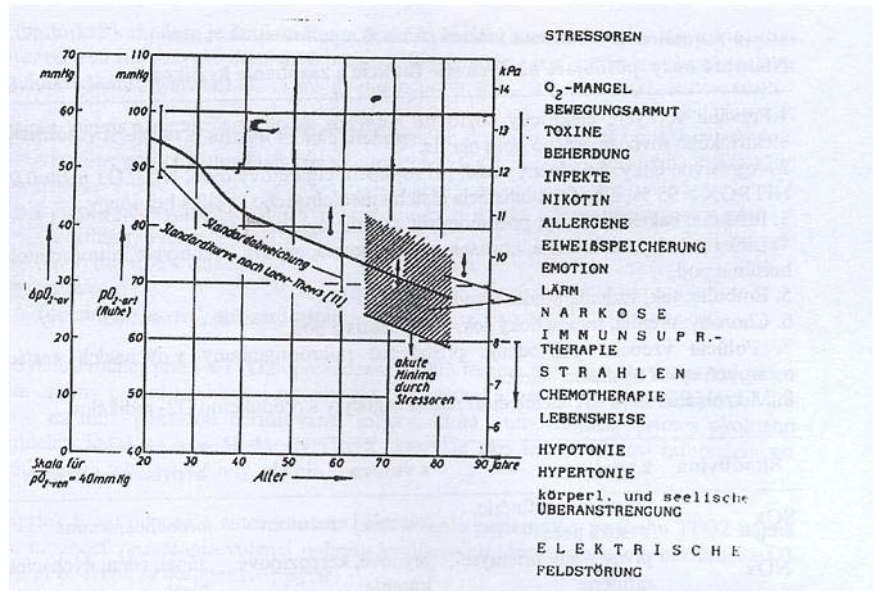 70
mmHg
60
50
40
30
20
10
0
δpO2-av
110
mmHg
100
90
80
70
60
50
40
pO2-art
(Ruhe)
kPa
14
13
12
11
10
8
7
6
Standardabweichung
Standardkurve nach Loew-Thews [11]
akute
Minima
durch
Stressoren
20 30 40 50 60 70 80 90 Jahre
Alter
Skala für
pO2-ven = 40mmHg
STRESSOREN
O2-MANGEL
BEWEGUNGSARMUT
TOXINE
BEHERDUNG
INFEKTE
NIKOTIN
ALLERGENE
EIWEIßSPEICHERUNG
EMOTION
LÄRM
NARKOSE
IMMUNSUPR.-
THERAPIE
STRAHLEN
CHEMOTHERAPIE
LEBENSWEISE
HYPOTONIE
HYPERTONIE
körperl. und seelische
ÜBERANSTRENGUNG
ELEKTRISCHE
FELDSTÖRUNG